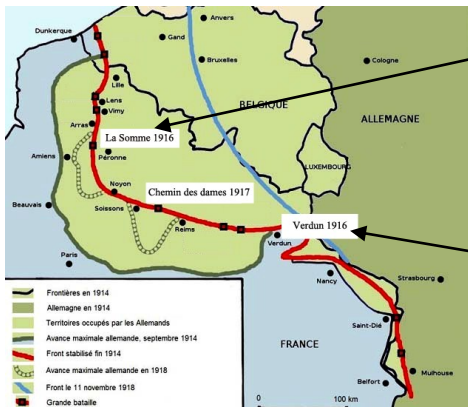 Anvers
Dunkerque
Gand
Bruxelles
Cologne
Lille
Lens
Vimy
BELGIQUE
ALLEMAGNE
Arras
La Somme 1916
Amiens
Péronne
LUXEMBOURG
Noyon
Chemin des dames 1917
Beauvais
Soissons
Reims
Verdun 1916
Verdun
Paris
Nancy
Strasbourg
Saint-Dié
FRANCE
Mulhouse
Belfort
0 100 km
Frontières en 1914
Allemagne en 1914
Territoires occupés par les Allemands
Avance maximale allemande, septembre 1914
Front stabilisé fin 1914
Avance maximale allemande en 1918
Front le 11 novembre 1918
Grande bataille